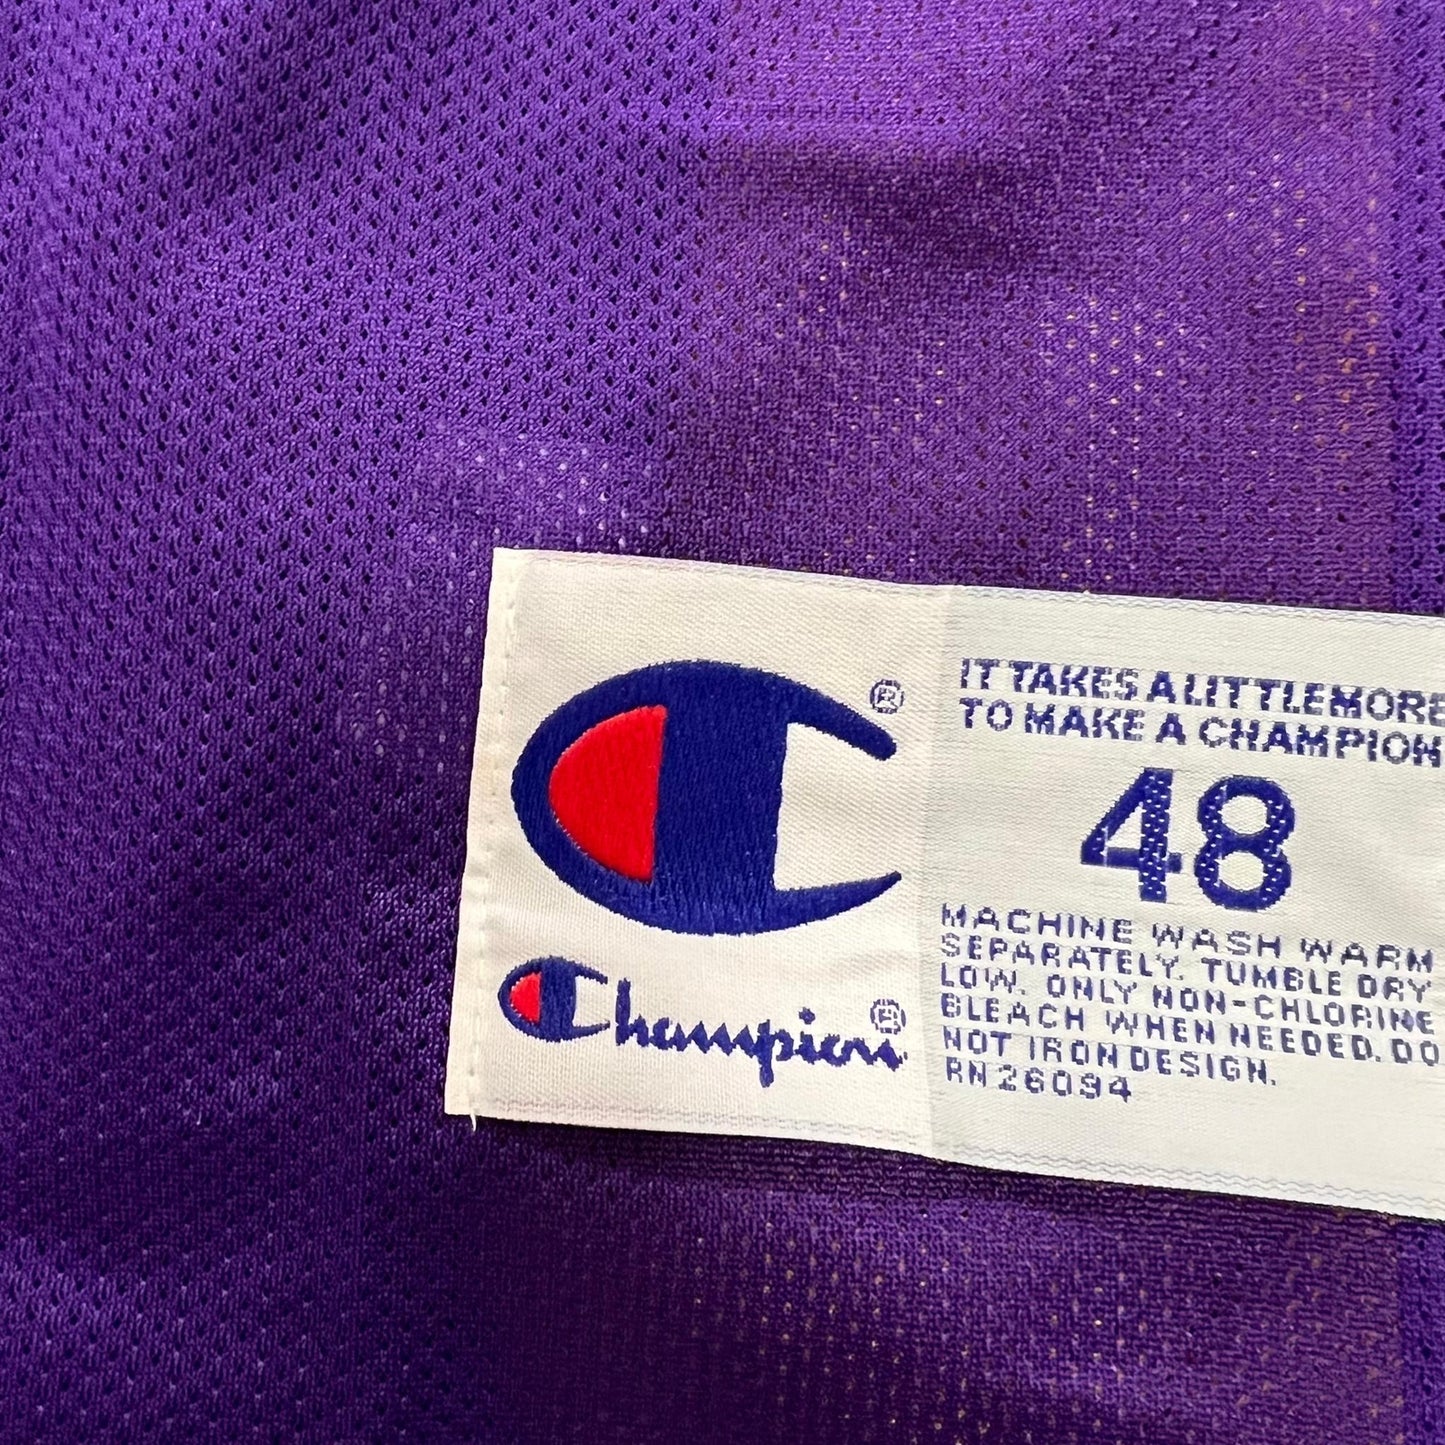 ®
Champion®
IT TAKES A LITTLE MORE
TO MAKE A CHAMPION
48
MACHINE WASH WARM
SEPARATELY. TUMBLE DRY
LOW. ONLY NON-CHLORINE
BLEACH WHEN NEEDED. DO
NOT IRON DESIGN.
RN 26094